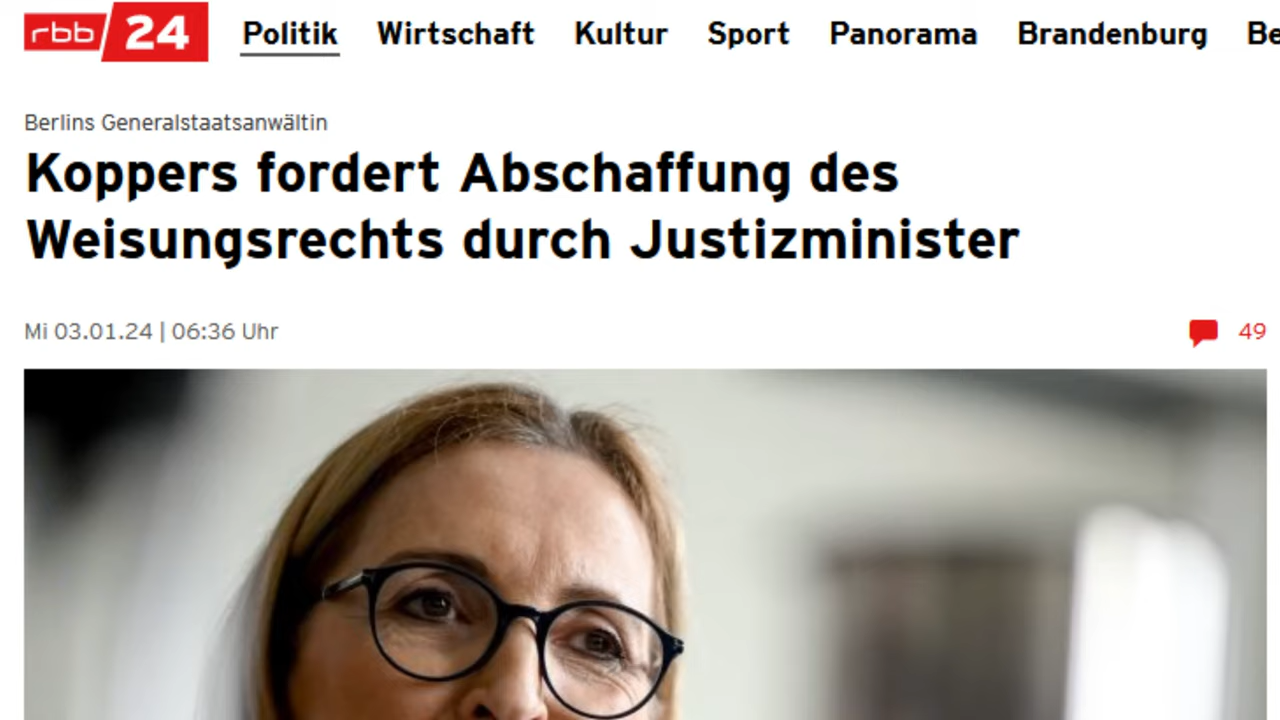 rbb 24 Politik Wirtschaft Kultur Sport Panorama Brandenburg Be
Berlins Generalstaatsanwältin
Koppers fordert Abschaffung des
Weisungsrechts durch Justizminister
Mi 03.01.24 | 06:36 Uhr 49